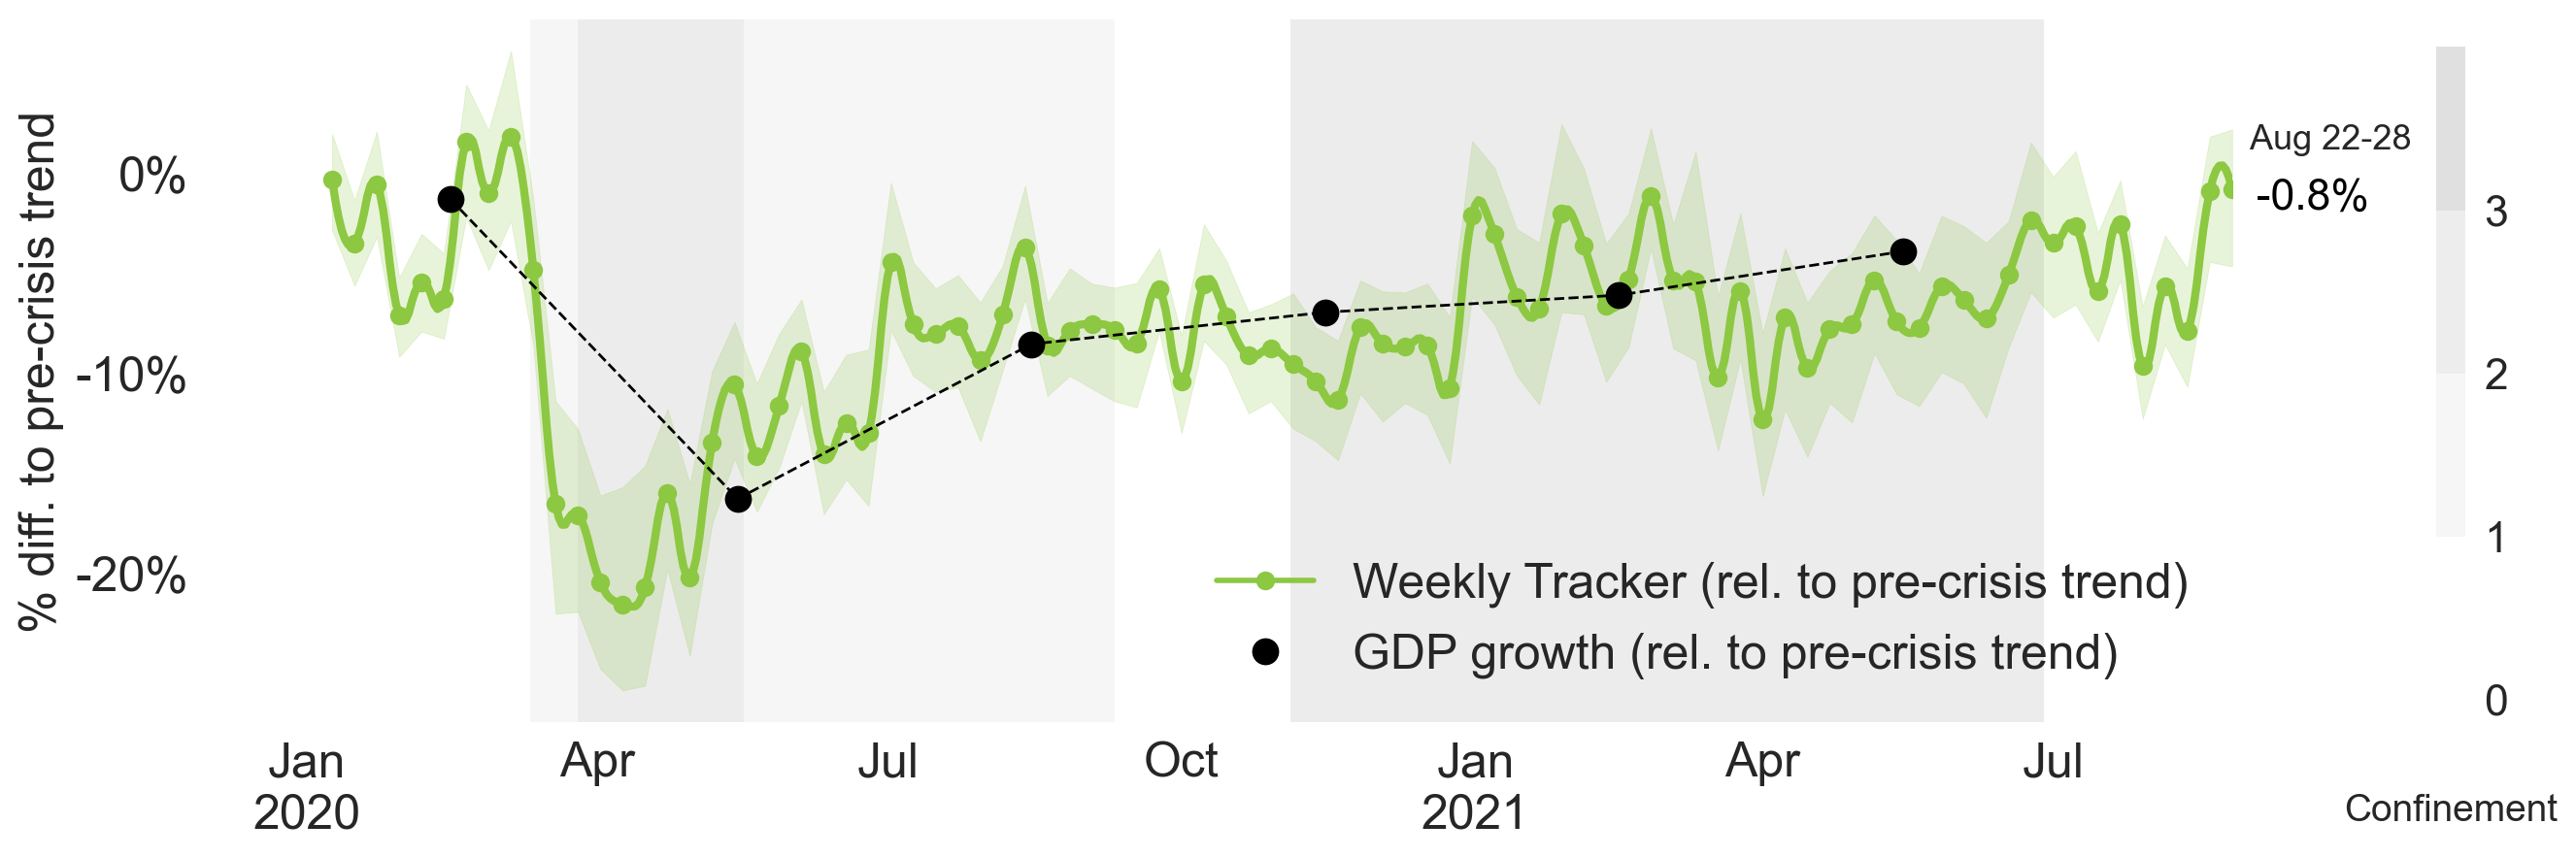 % diff. to pre-crisis trend
0%
-10%
-20%
Aug 22-28
-0.8%
3
2
1
0
Weekly Tracker (rel. to pre-crisis trend)
GDP growth (rel. to pre-crisis trend)
Jan
2020
Apr
Jul
Oct
Jan
2021
Apr
Jul
Confinement